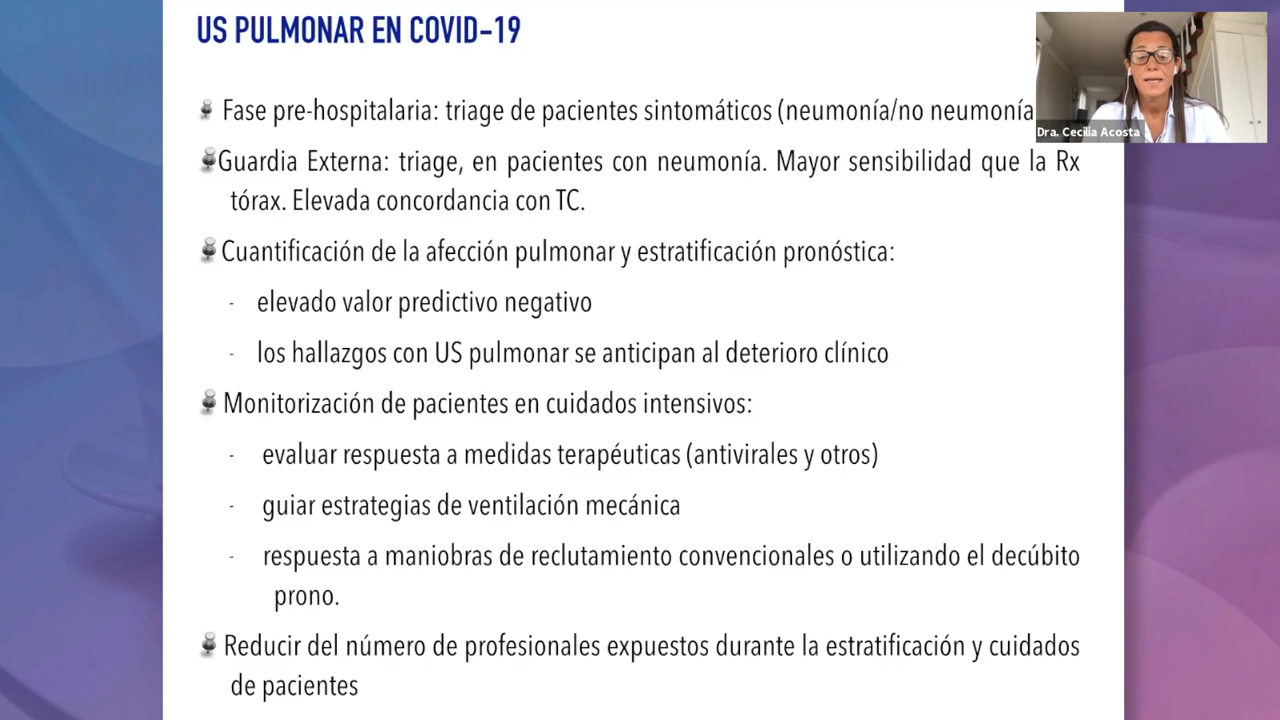 US PULMONAR EN COVID-19
Fase pre-hospitalaria: triage de pacientes sintomáticos (neumonía/no neumonía
Guardia Externa: triage, en pacientes con neumonía. Mayor sensibilidad que la Rx
tórax. Elevada concordancia con TC.
Cuantificación de la afección pulmonar y estratificación pronóstica:
- elevado valor predictivo negativo
- los hallazgos con US pulmonar se anticipan al deterioro clínico
Monitorización de pacientes en cuidados intensivos:
- evaluar respuesta a medidas terapéuticas (antivirales y otros)
- guiar estrategias de ventilación mecánica
- respuesta a maniobras de reclutamiento convencionales o utilizando el decúbito
prono.
Reducir del número de profesionales expuestos durante la estratificación y cuidados
de pacientes
Dra. Cecilia Acosta